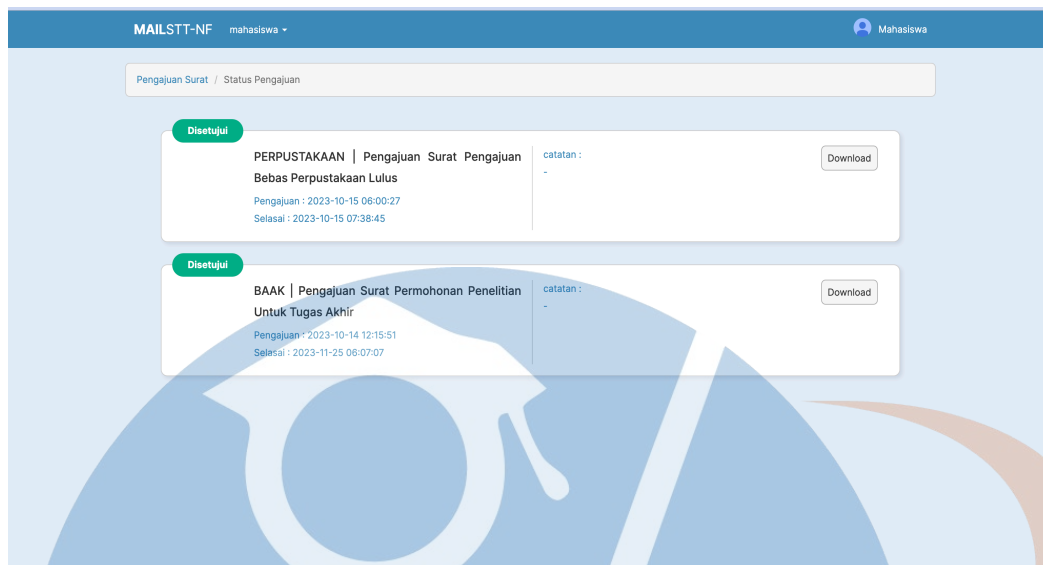 MAILSTT-NF mahasiswa Mahasiswa
Pengajuan Surat / Status Pengajuan
Disetujui
PERPUSTAKAAN | Pengajuan Surat Pengajuan
Bebas Perpustakaan Lulus
Pengajuan : 2023-10-15 06:00:27
Selasai : 2023-10-15 07:38:45
catatan :
-
Download
Disetujui
BAAK | Pengajuan Surat Permohonan Penelitian
Untuk Tugas Akhir
Pengajuan : 2023-10-14 12:15:51
Selasai : 2023-11-25 06:07:07
catatan :
-
Download